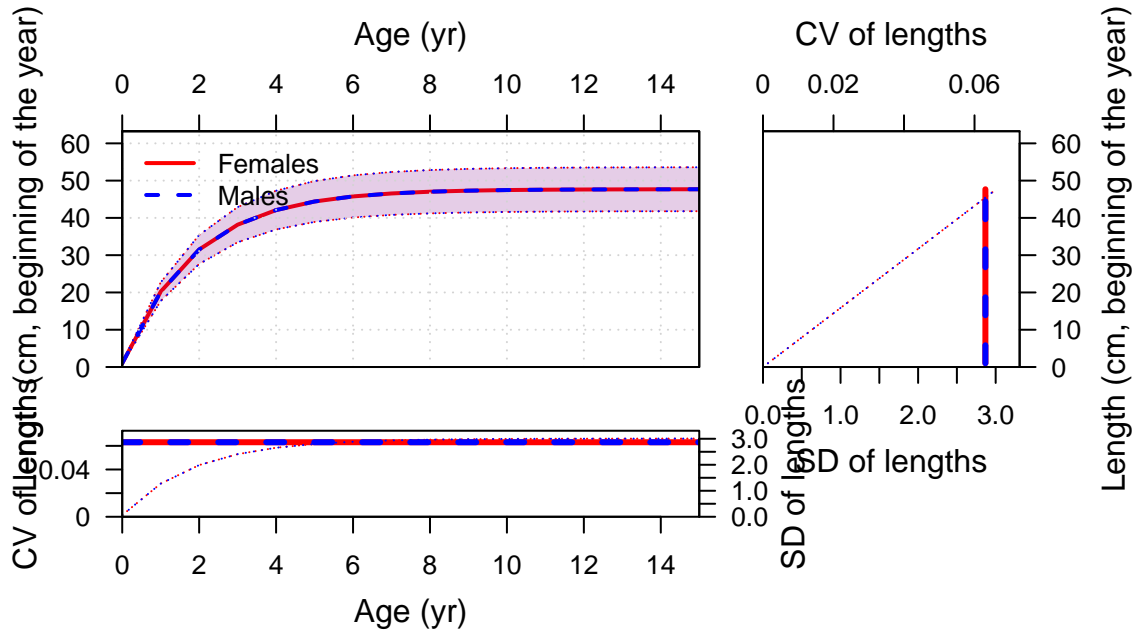 Age (yr)
CV of lengths
0 2 4 6 8 10 12 14
0 0.02 0.06
Length (cm, beginning of the year)
60
50
40
30
20
10
0
Females
Males
60
50
40
30
20
10
0
Length (cm, beginning of the year)
0.0 1.0 2.0 3.0
SD of lengths
CV of lengths
0.04
0
3.0
2.0
1.0
0.0
SD of lengths
0 2 4 6 8 10 12 14
Age (yr)